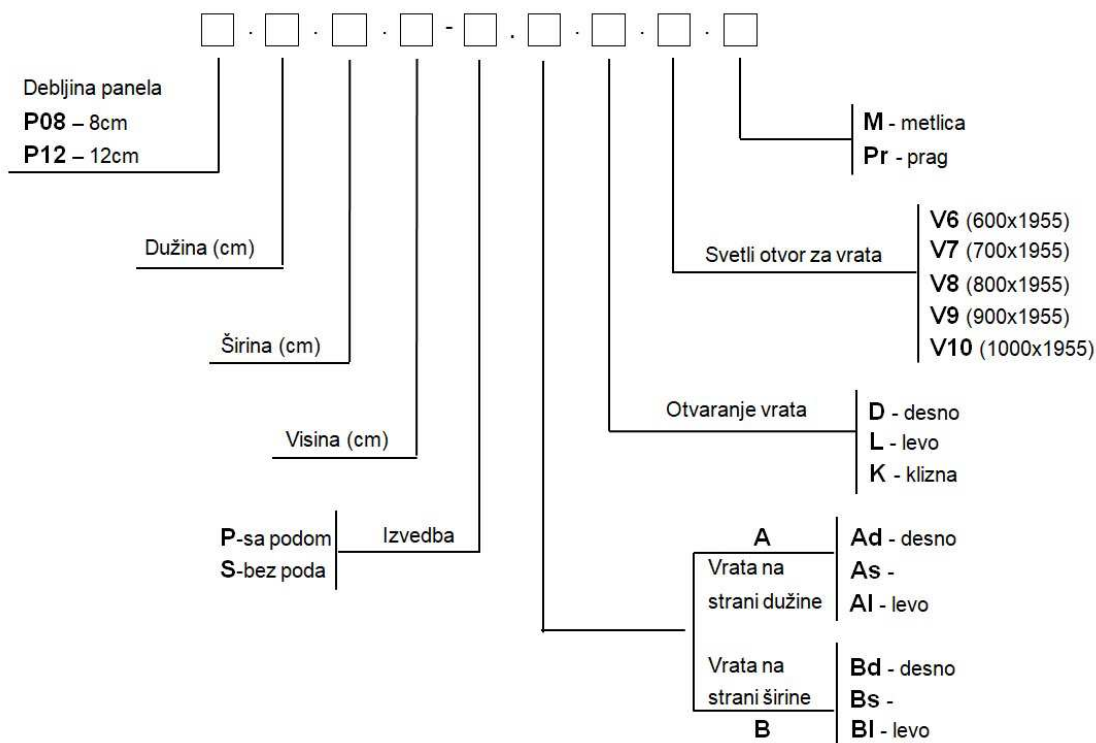 Debljina panela
P08 – 8cm
P12 – 12cm
M - metlica
Pr - prag
Dužina (cm)
Svetli otvor za vrata
V6 (600x1955)
V7 (700x1955)
V8 (800x1955)
V9 (900x1955)
V10 (1000x1955)
Širina (cm)
Otvaranje vrata
D - desno
L - levo
K - klizna
Visina (cm)
P-sa podom
S-bez poda
Izvedba
A
Vrata na
strani dužine
Ad - desno
As -
Al - levo
Vrata na
strani širine
B
Bd - desno
Bs -
Bl - levo